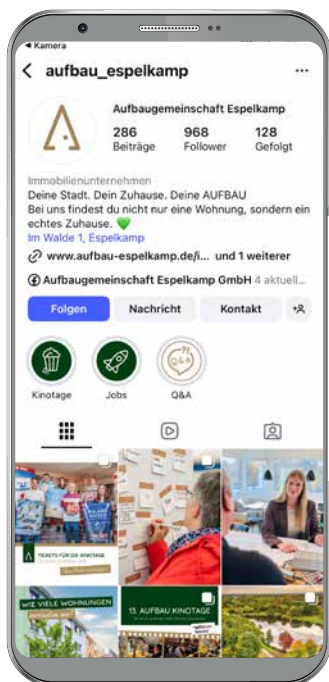 Kamera
aufbau_espelkamp
Aufbaugemeinschaft Espelkamp
286 968 128
Beiträge Follower Gefolgt
Immobilienunternehmen
Deine Stadt. Dein Zuhause. Deine AUFBAU
Bei uns findest du nicht nur eine Wohnung, sondern ein
echtes Zuhause. 💚
Im Walde 1, Espelkamp
www.aufbau-espelkamp.de/i... und 1 weiterer
Aufbaugemeinschaft Espelkamp GmbH 4 aktuell...
Folgen Nachricht Kontakt
Q&A
Kinotage Jobs Q&A
TICKETS FÜR DIE KINOTAGE
WIE VIELE WOHNUNGEN
13. AUFBAU KINOTAGE